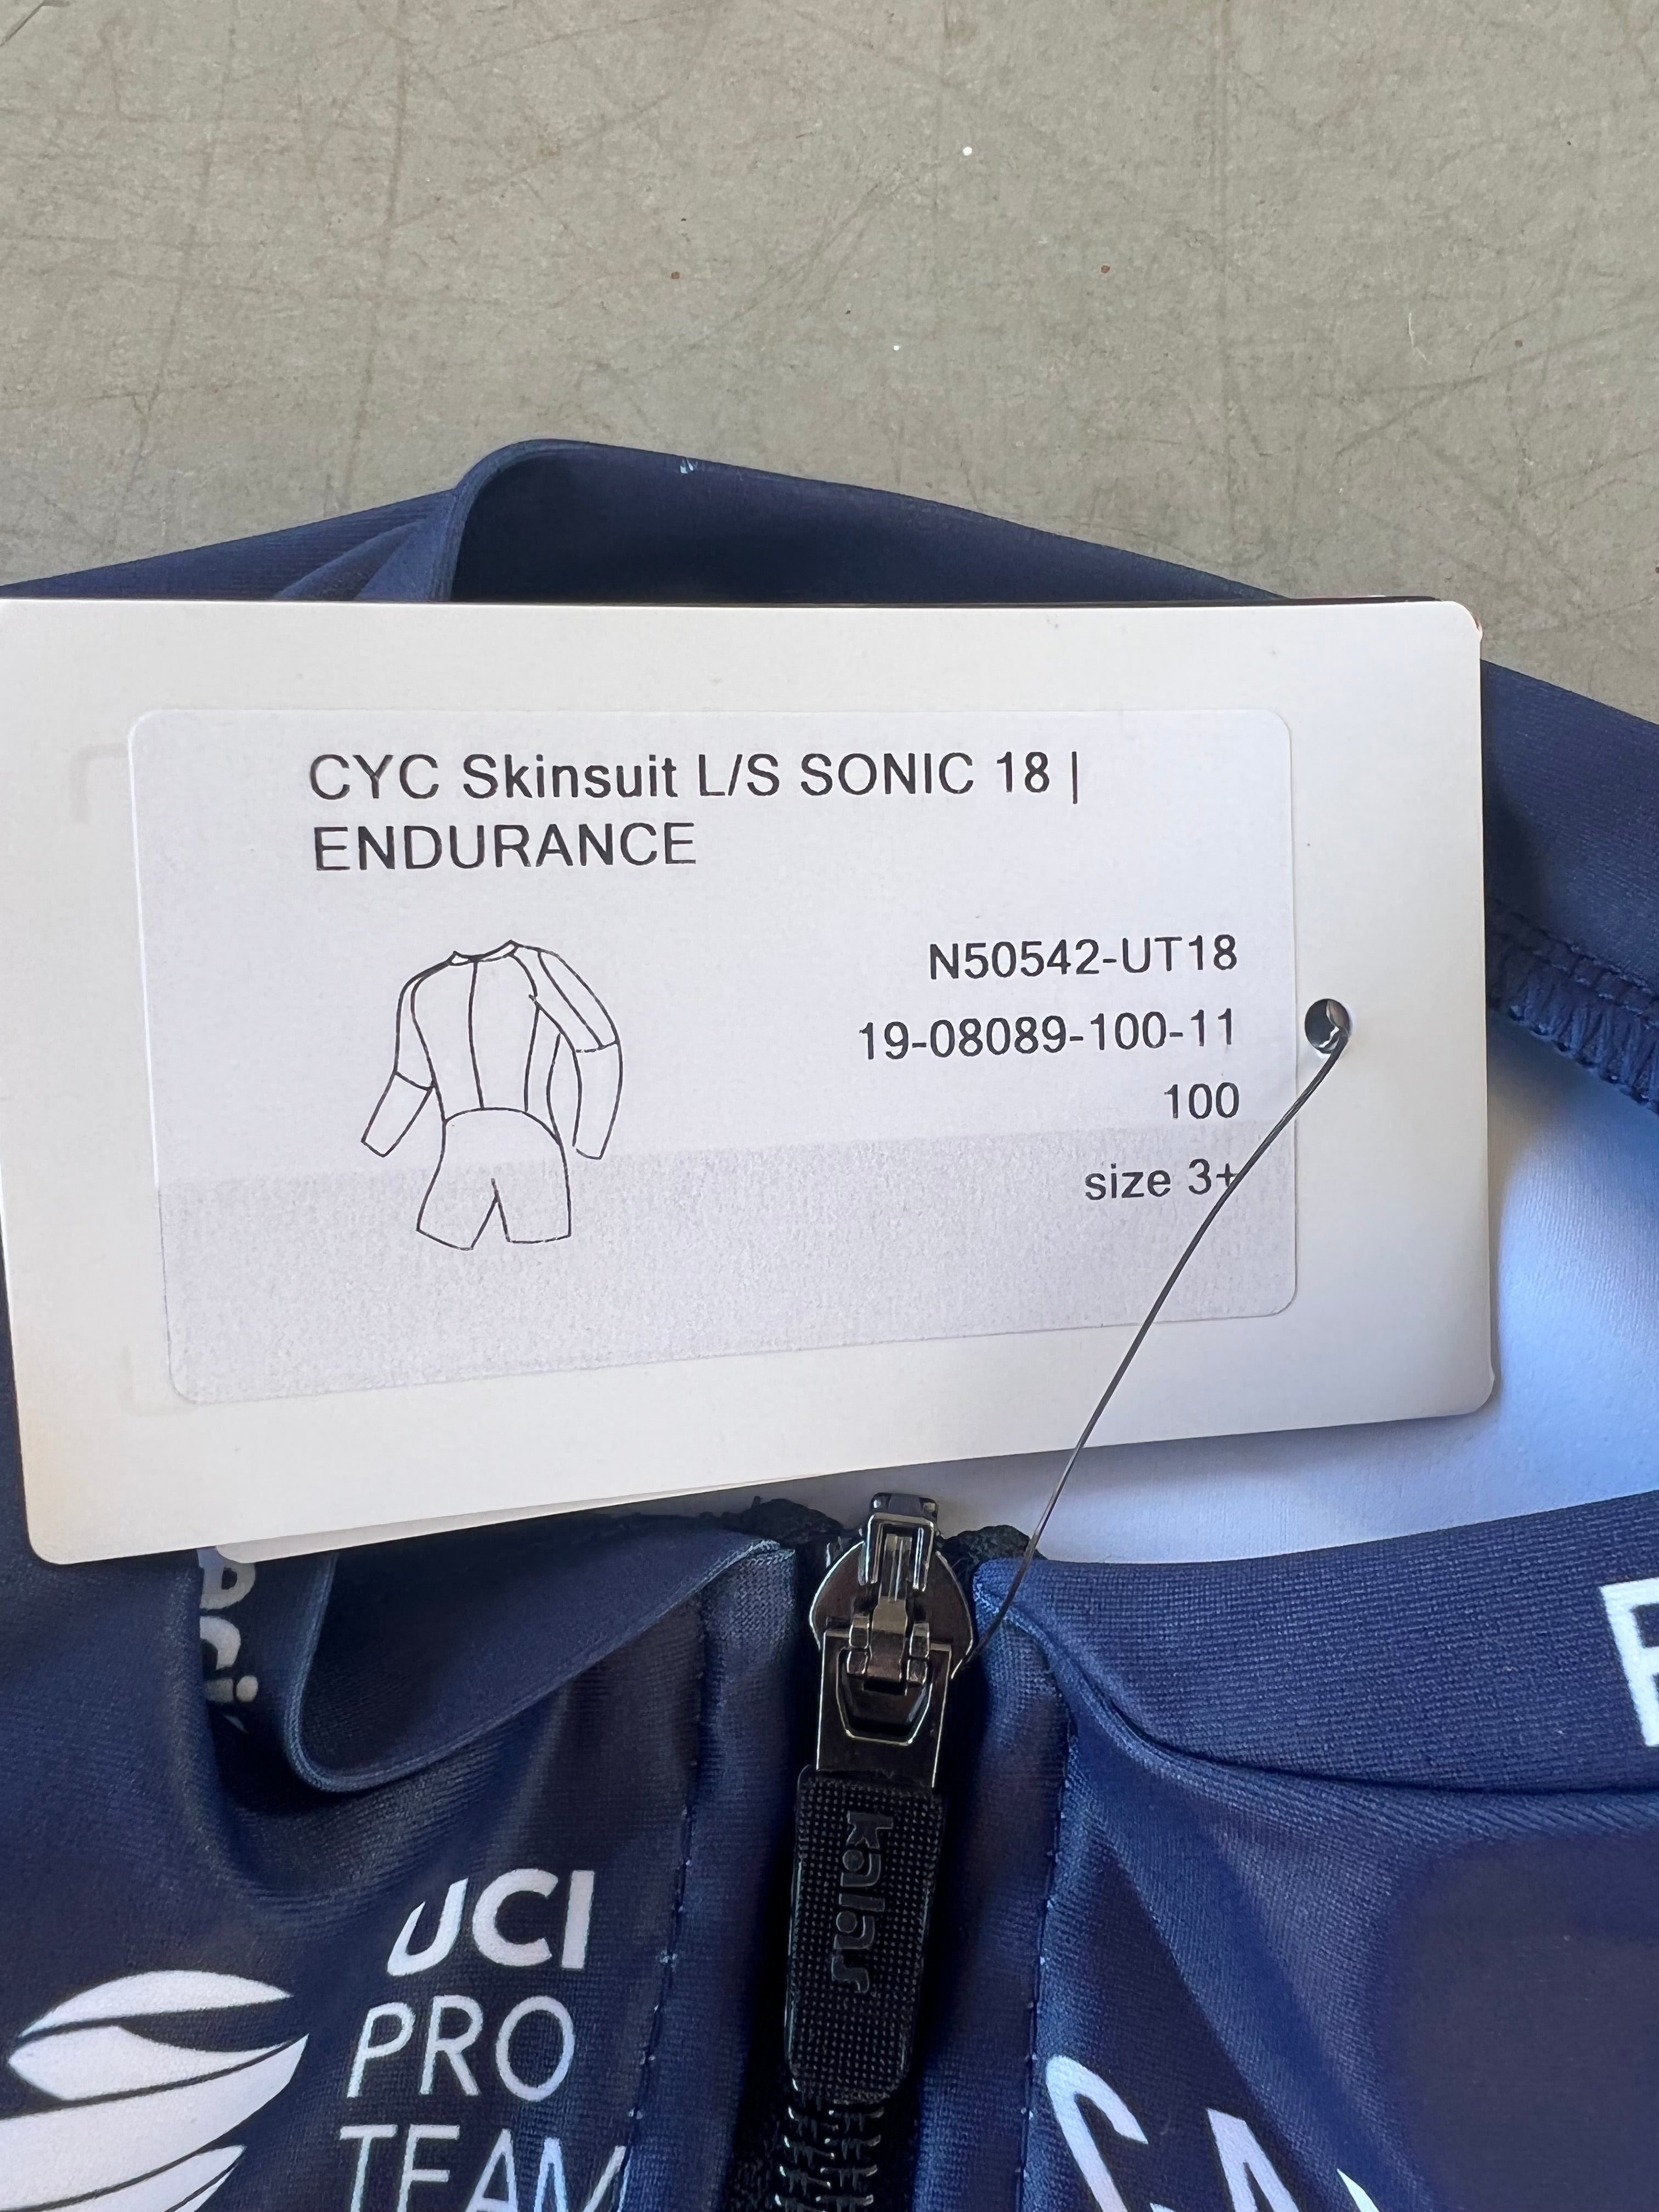 CYC Skinsuit L/S SONIC 18 |
ENDURANCE
N50542-UT18
19-08089-100-11
100
size 3+
kalas
UCI
PRO
TEAM